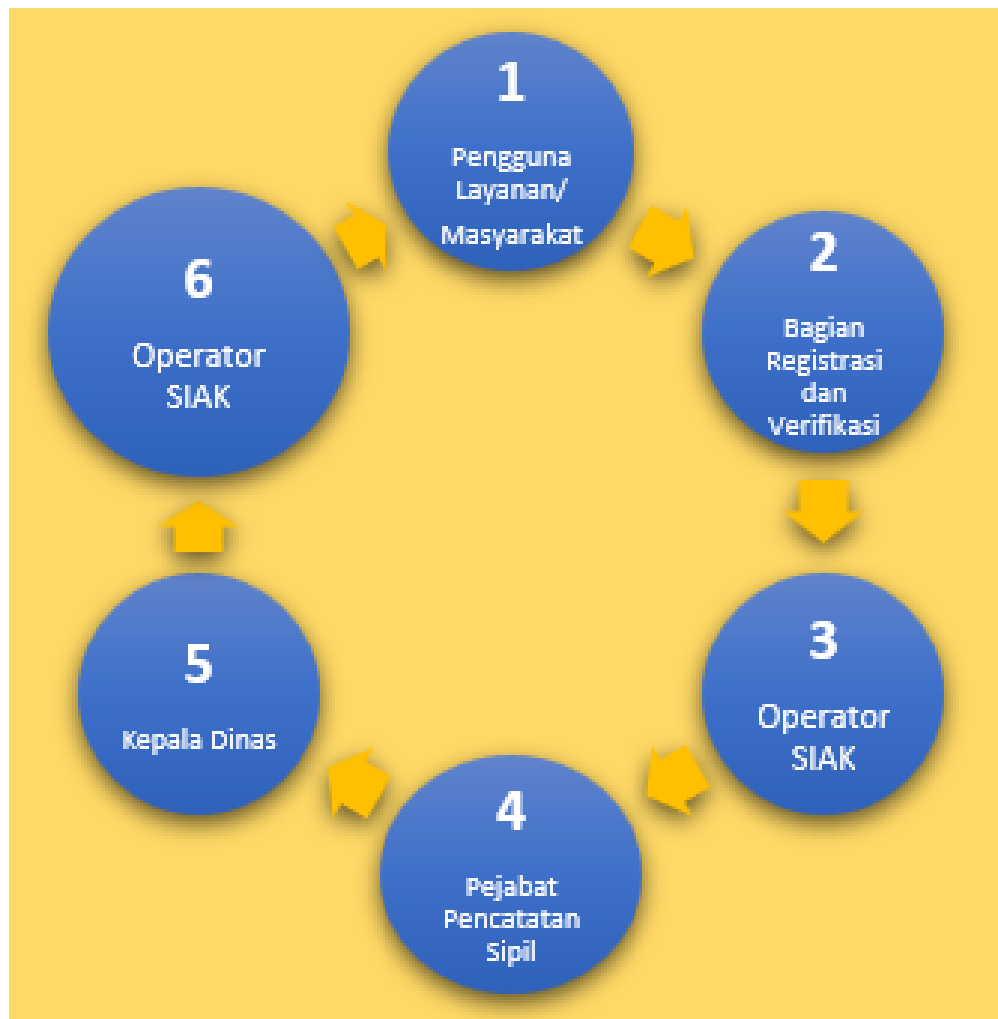 1
Pengguna
Layanan/
Masyarakat
2
Bagian
Registrasi
dan
Verifikasi
3
Operator
SIAK
4
Pejabat
Pencatatan
Sipil
5
Kepala Dinas
6
Operator
SIAK